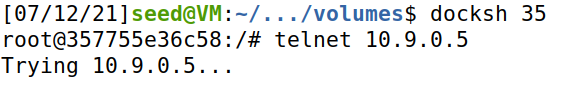 [07/12/21]seed@VM:~/.../volumes$ docksh 35
root@357755e36c58:/# telnet 10.9.0.5
Trying 10.9.0.5...